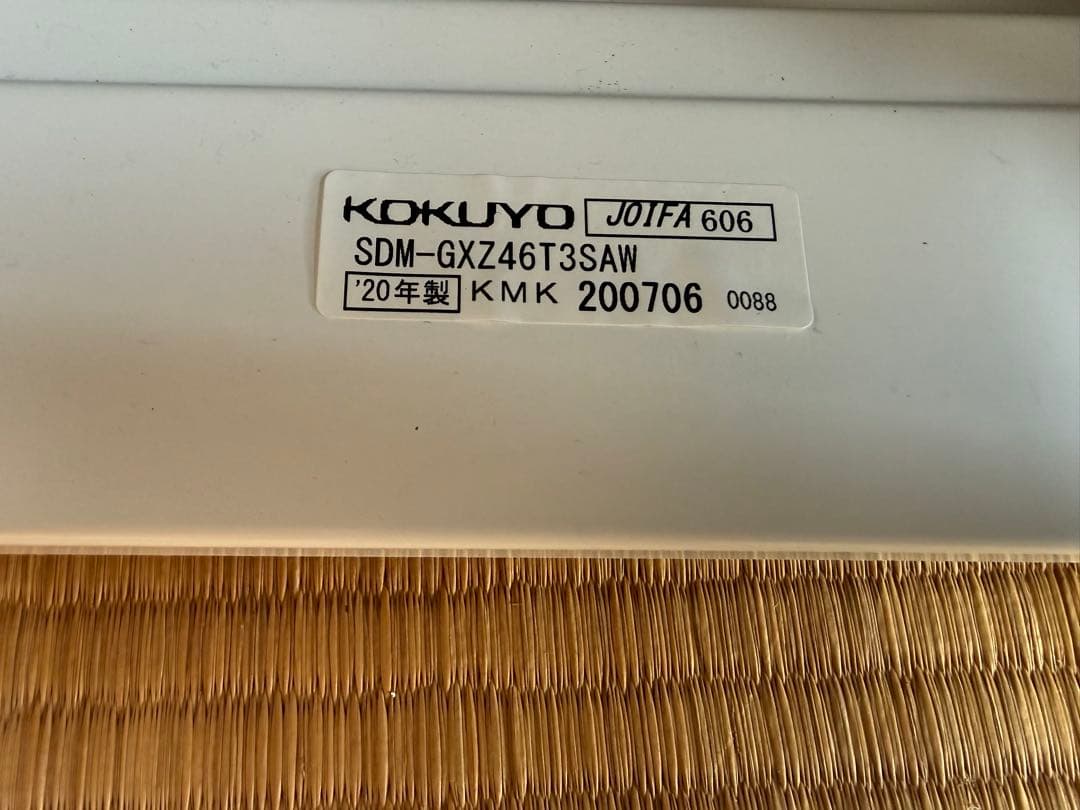 KOKUYO JOIFA 606
SDM-GXZ46T3SAW
'20年製 KMK 200706 0088